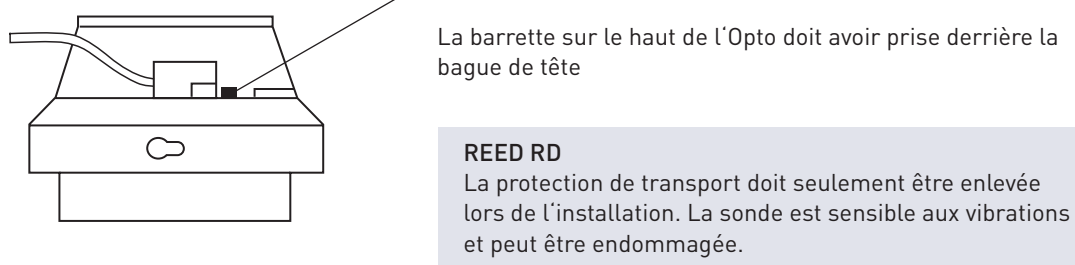 La barrette sur le haut de l‘Opto doit avoir prise derrière la
bague de tête
REED RD
La protection de transport doit seulement être enlevée
lors de l‘installation. La sonde est sensible aux vibrations
et peut être endommagée.